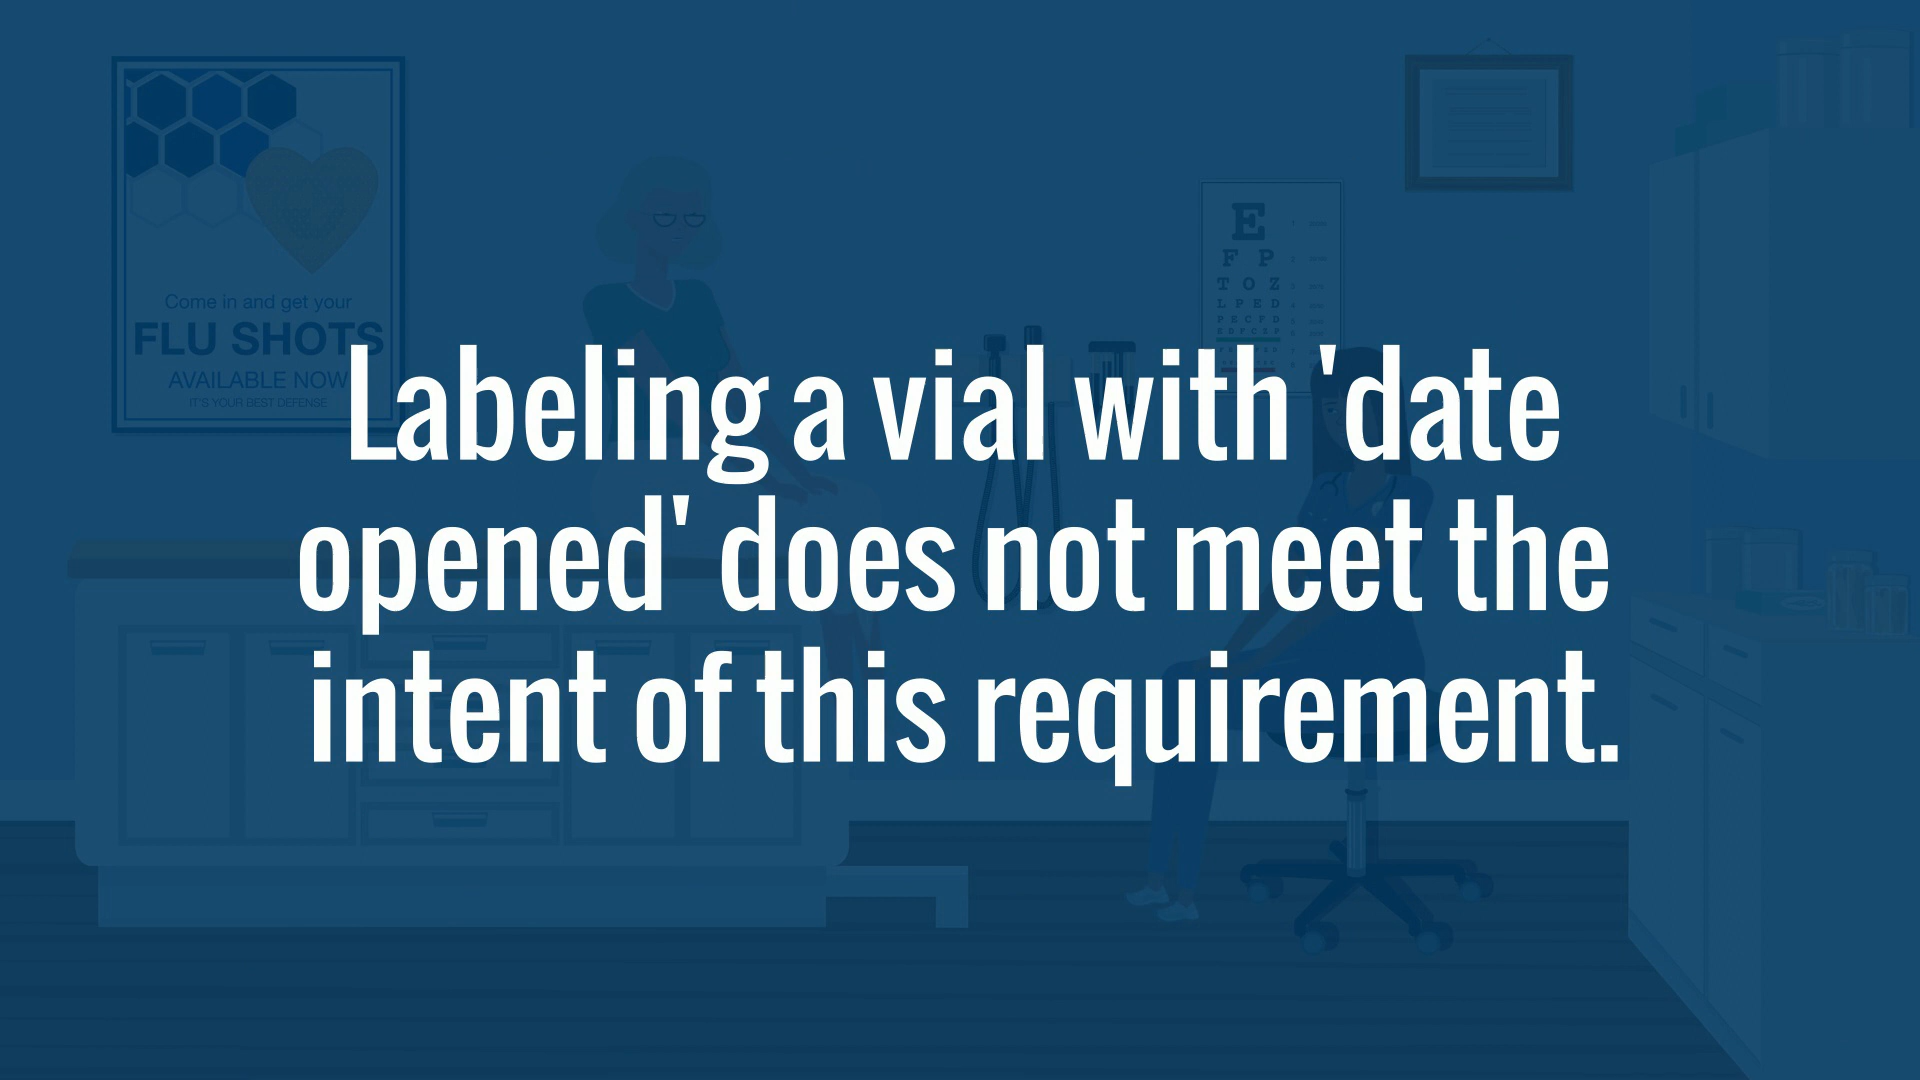 Come in and get your
FLU SHOTS
AVAILABLE NOW
IT'S YOUR BEST DEFENSE
E
F P
T O Z
L P E D
P E C F D
E D F C Z P
Labeling a vial with 'date
opened' does not meet the
intent of this requirement.